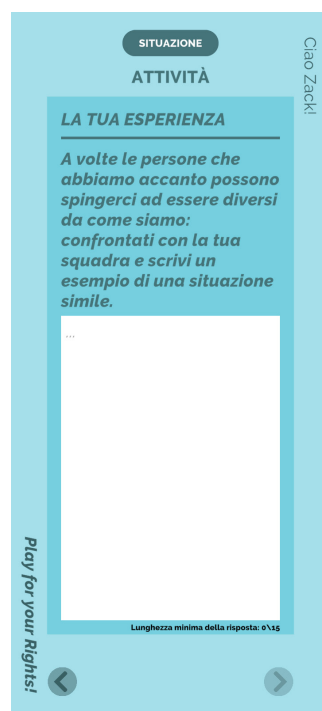 SITUAZIONE
Ciao Zack!
ATTIVITÀ
LA TUA ESPERIENZA
A volte le persone che
abbiamo accanto possono
spingerci ad essere diversi
da come siamo:
confrontati con la tua
squadra e scrivi un
esempio di una situazione
simile.
...
Lunghezza minima della risposta: 0\15
Play for your Rights!